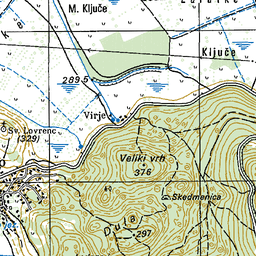 M. Ključe
Ključe
289.5
Virje
Sv. Lovrenc
(329)
Veliki vrh
376
Skedmenica
Dula
297